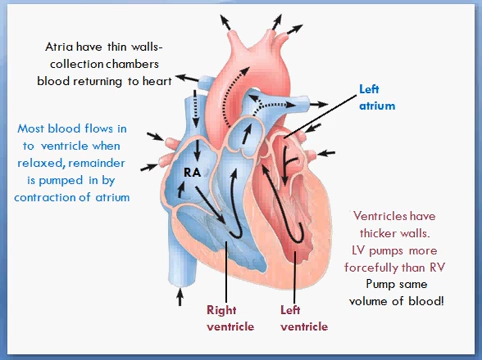 Atria have thin walls-
collection chambers
blood returning to heart
Left
atrium
Most blood flows in
to ventricle when
relaxed, remainder
is pumped in by
contraction of atrium
RA
Ventricles have
thicker walls.
LV pumps more
forcefully than RV
Pump same
volume of blood!
Right
ventricle
Left
ventricle